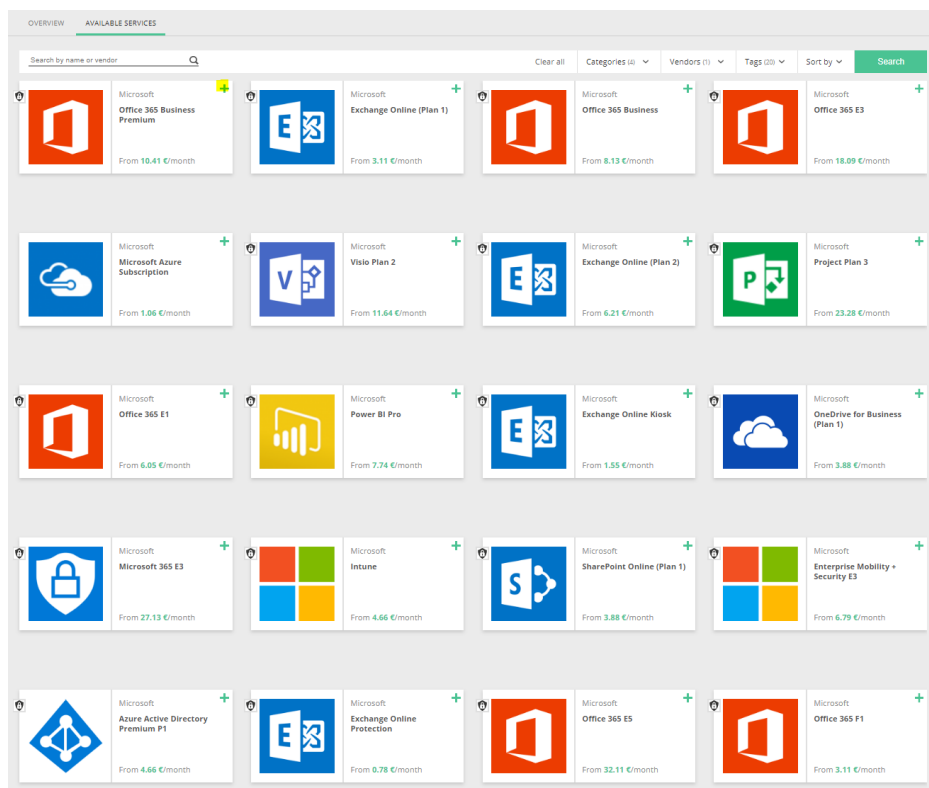 OVERVIEW AVAILABLE SERVICES
Search by name or vendor Clear all Categories (4) Vendors (1) Tags (20) Sort by Search
Microsoft
Office 365 Business
Premium
From 10.41 €/month
E
Microsoft
Exchange Online (Plan 1)
From 3.11 €/month
Microsoft
Office 365 Business
From 8.13 €/month
Microsoft
Office 365 E3
From 18.09 €/month
Microsoft
Microsoft Azure
Subscription
From 1.06 €/month
V
Microsoft
Visio Plan 2
From 11.64 €/month
E
Microsoft
Exchange Online (Plan 2)
From 6.21 €/month
P
Microsoft
Project Plan 3
From 23.28 €/month
Microsoft
Office 365 E1
From 6.05 €/month
Microsoft
Power BI Pro
From 7.74 €/month
E
Microsoft
Exchange Online Kiosk
From 1.55 €/month
Microsoft
OneDrive for Business
(Plan 1)
From 3.88 €/month
Microsoft
Microsoft 365 E3
From 27.13 €/month
Microsoft
Intune
From 4.66 €/month
S
Microsoft
SharePoint Online (Plan 1)
From 3.88 €/month
Microsoft
Enterprise Mobility +
Security E3
From 6.79 €/month
Microsoft
Azure Active Directory
Premium P1
From 4.66 €/month
E
Microsoft
Exchange Online
Protection
From 0.78 €/month
Microsoft
Office 365 E5
From 32.11 €/month
Microsoft
Office 365 F1
From 3.11 €/month